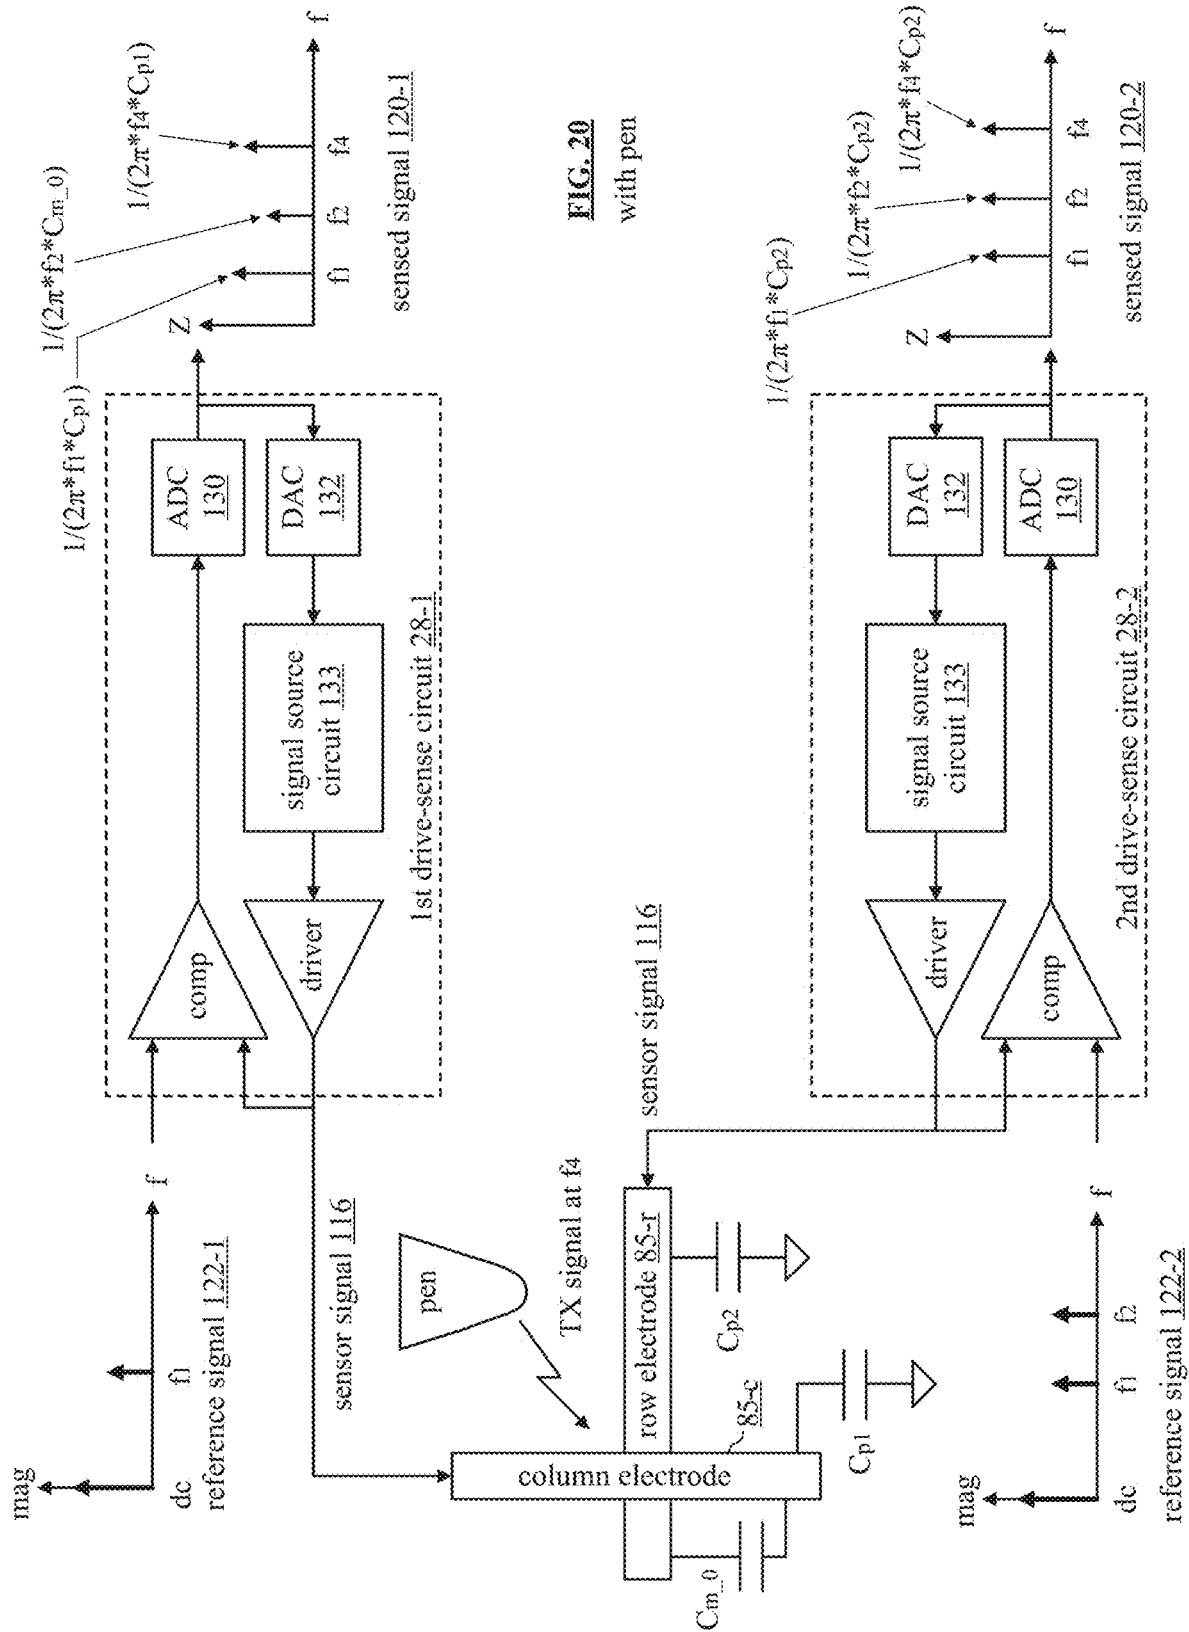 mag
dc
f1
f
reference signal 122-1
comp
driver
ADC
130
DAC
132
signal source
circuit 133
1st drive-sense circuit 28-1
Z
1/(2π*f1*Cp1)
1/(2π*f2*Cm_0)
1/(2π*f4*Cp1)
f1
f2
f4
f
sensed signal 120-1
sensor signal 116
pen
TX signal at f4
FIG. 20
with pen
sensor signal 116
column electrode
85-c
row electrode 85-r
Cm_0
Cp1
Cp2
driver
comp
signal source
circuit 133
DAC
132
ADC
130
2nd drive-sense circuit 28-2
Z
1/(2π*f1*Cp2)
1/(2π*f2*Cp2)
1/(2π*f4*Cp2)
f1
f2
f4
f
sensed signal 120-2
mag
dc
f1
f2
f
reference signal 122-2